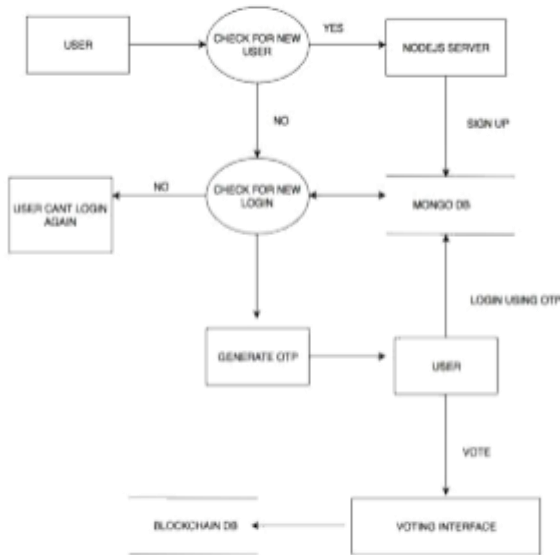 USER
CHECK FOR NEW
USER
YES
NODEJS SERVER
NO
SIGN UP
USER CANT LOGIN
AGAIN
NO
CHECK FOR NEW
LOGIN
MONGO DB
LOGIN USING OTP
GENERATE OTP
USER
VOTE
BLOCKCHAIN DB
VOTING INTERFACE